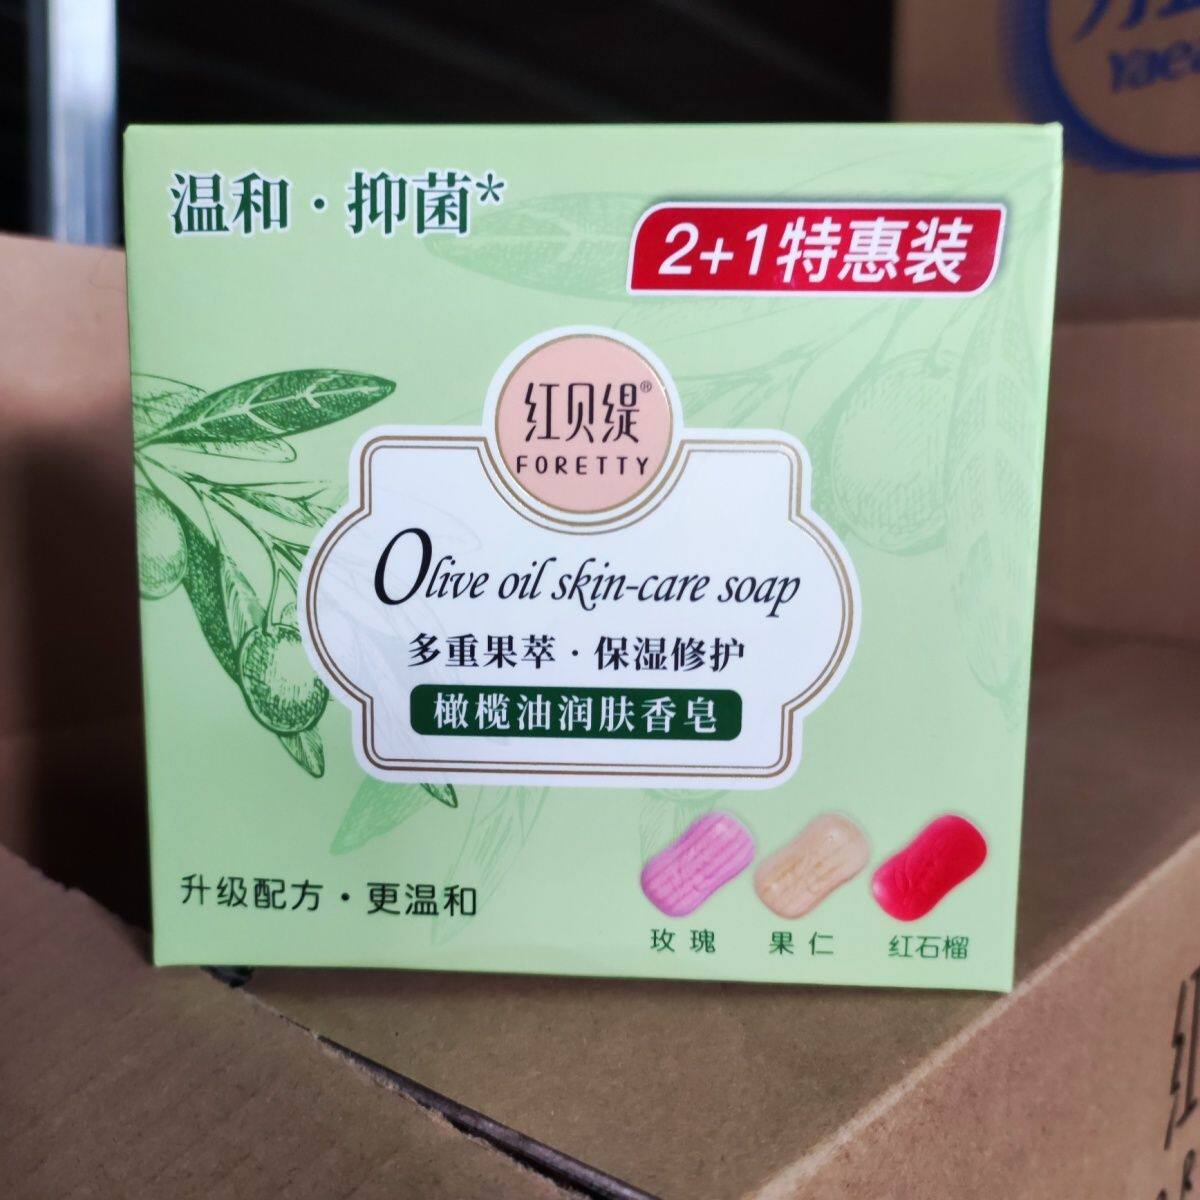 温和·抑菌*
2+1特惠装
红贝缇®
FORETTY
Olive oil skin-care soap
多重果萃·保湿修护
橄榄油润肤香皂
升级配方·更温和
玫瑰
果仁
红石榴